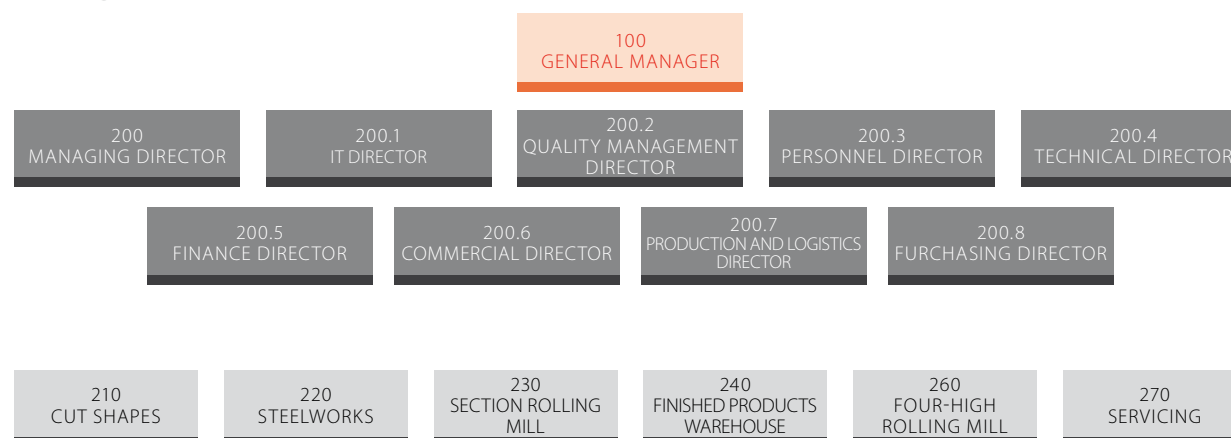 100
GENERAL MANAGER
200
MANAGING DIRECTOR
200.1
IT DIRECTOR
200.2
QUALITY MANAGEMENT
DIRECTOR
200.3
PERSONNEL DIRECTOR
200.4
TECHNICAL DIRECTOR
200.5
FINANCE DIRECTOR
200.6
COMMERCIAL DIRECTOR
200.7
PRODUCTION AND LOGISTICS
DIRECTOR
200.8
FURCHASING DIRECTOR
210
CUT SHAPES
220
STEELWORKS
230
SECTION ROLLING
MILL
240
FINISHED PRODUCTS
WAREHOUSE
260
FOUR-HIGH
ROLLING MILL
270
SERVICING